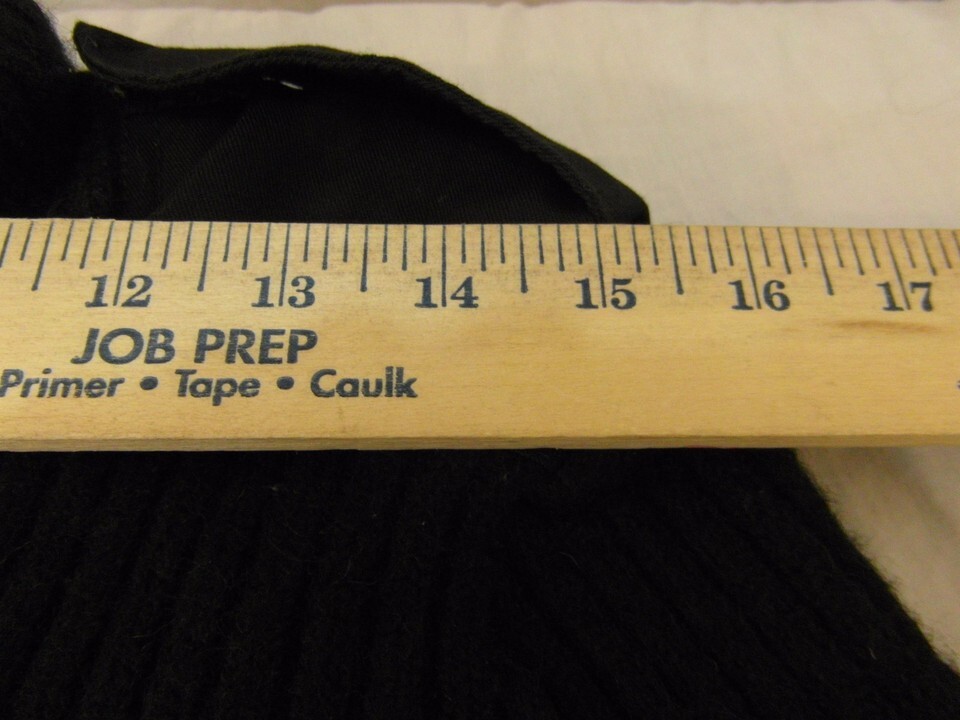 12 13 14 15 16 17
JOB PREP
Primer • Tape • Caulk